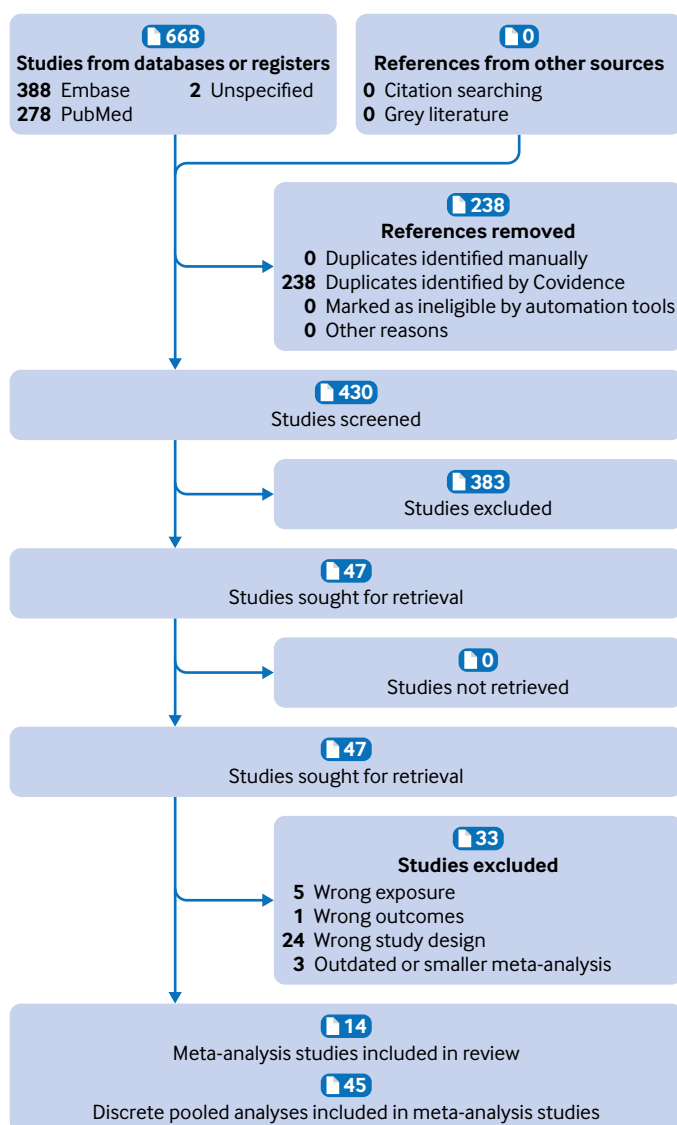 668
Studies from databases or registers
388 Embase 2 Unspecified
278 PubMed
0
References from other sources
0 Citation searching
0 Grey literature
238
References removed
0 Duplicates identified manually
238 Duplicates identified by Covidence
0 Marked as ineligible by automation tools
0 Other reasons
430
Studies screened
383
Studies excluded
47
Studies sought for retrieval
0
Studies not retrieved
47
Studies sought for retrieval
33
Studies excluded
5 Wrong exposure
1 Wrong outcomes
24 Wrong study design
3 Outdated or smaller meta-analysis
14
Meta-analysis studies included in review
45
Discrete pooled analyses included in meta-analysis studies